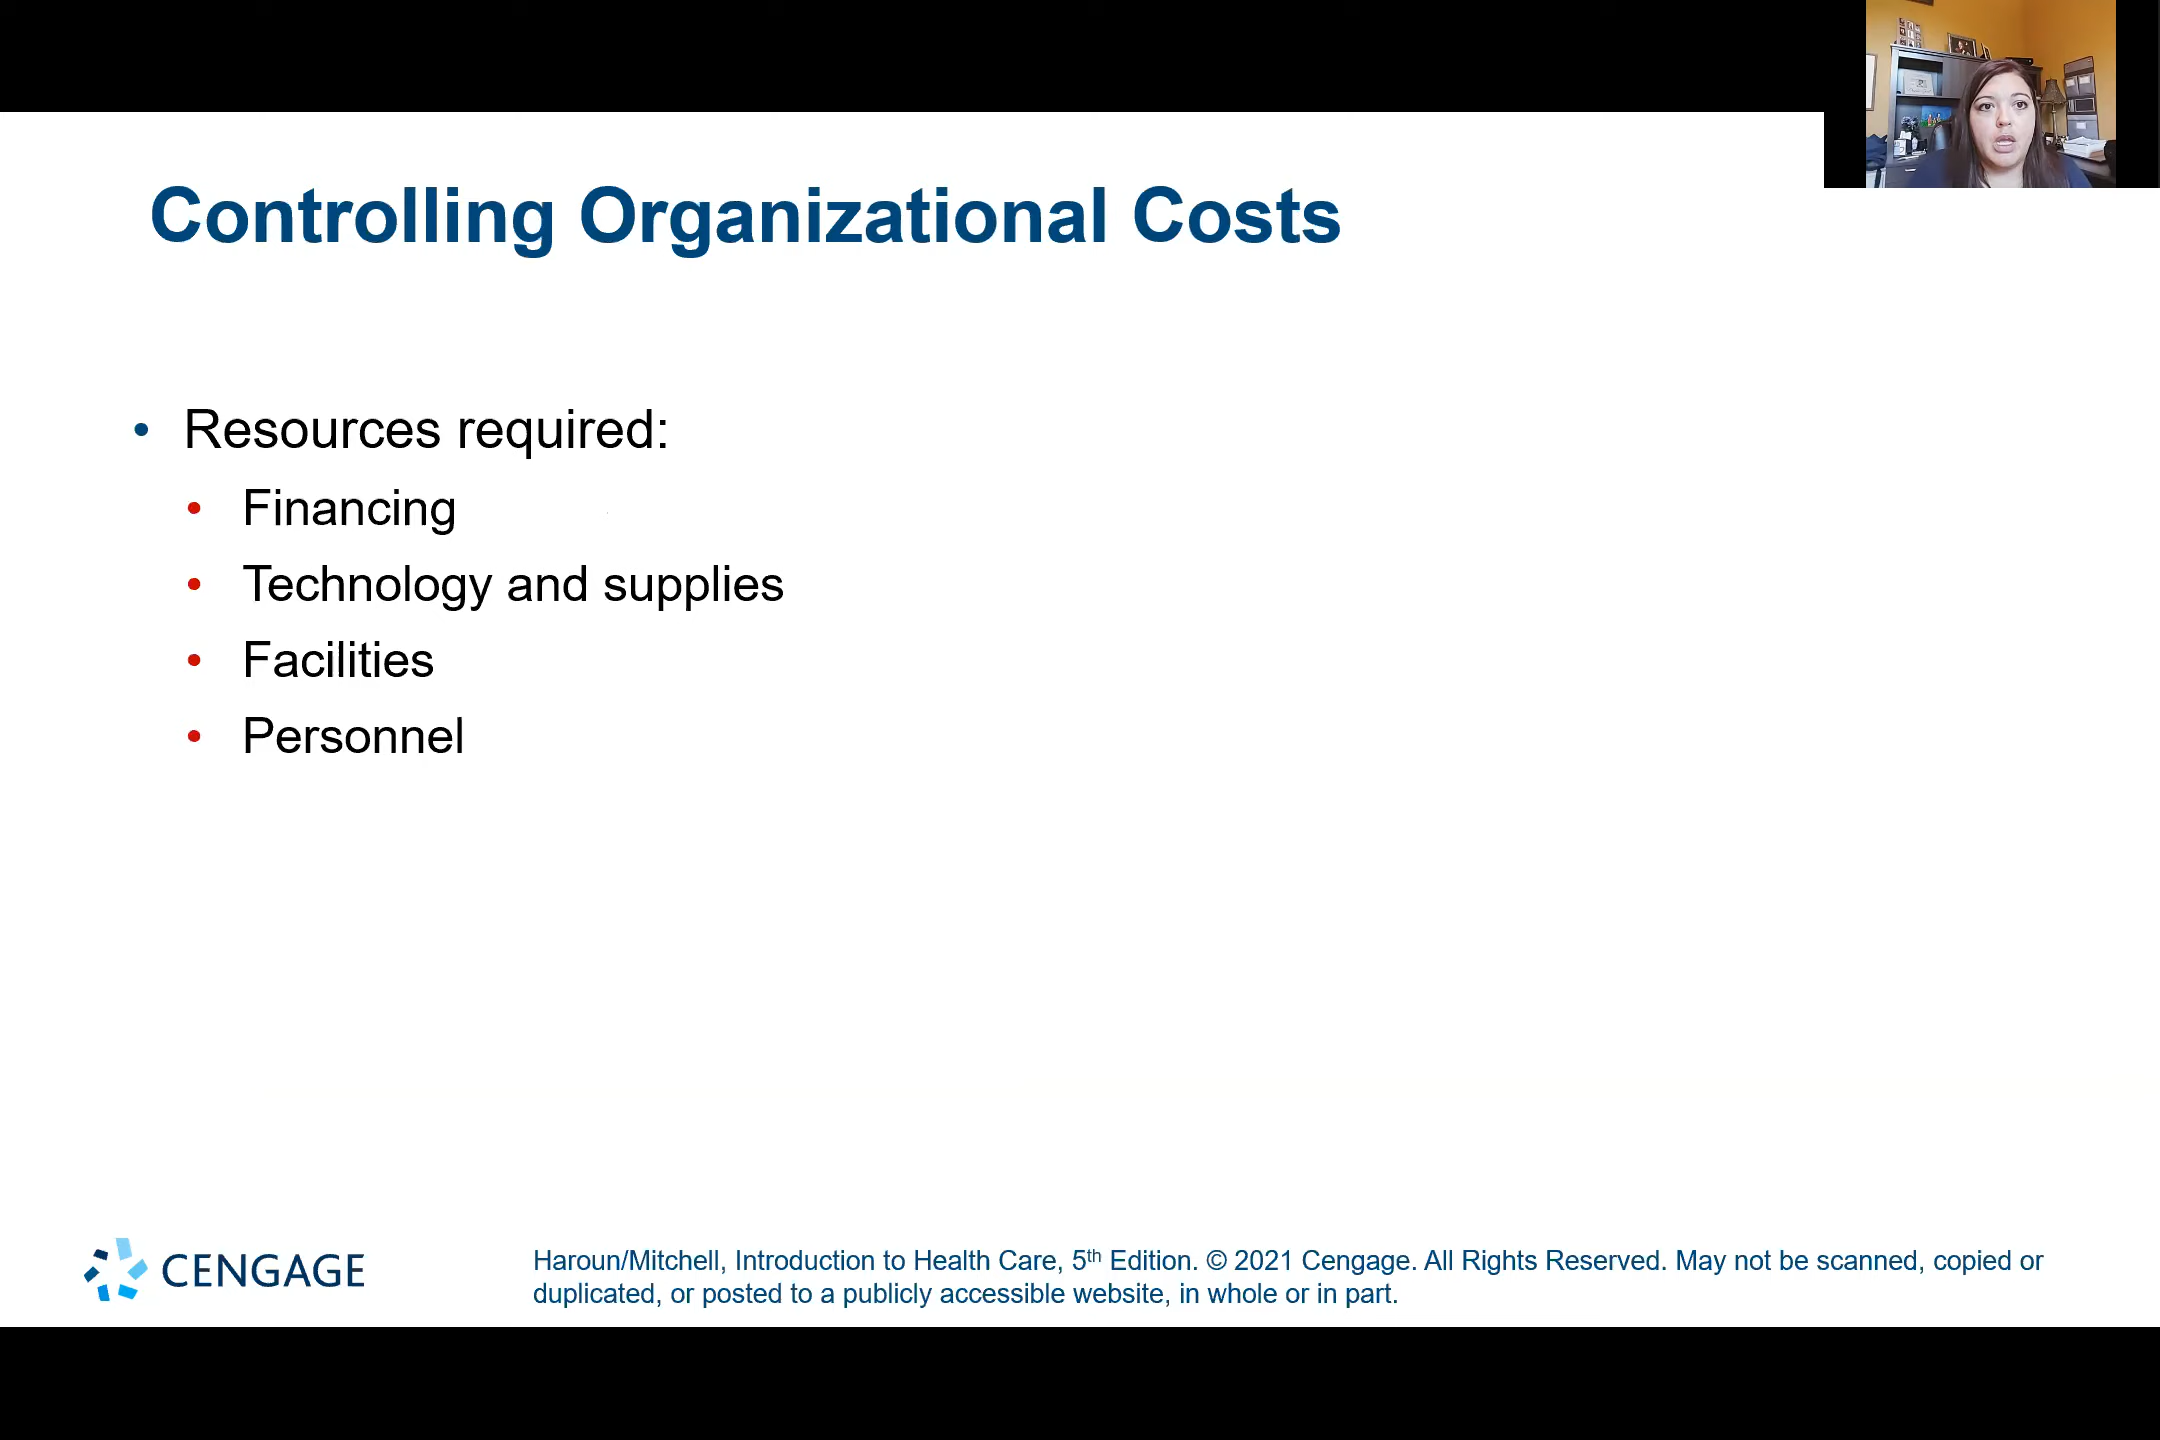 Controlling Organizational Costs
• Resources required:
• Financing
• Technology and supplies
• Facilities
• Personnel
CENGAGE
Haroun/Mitchell, Introduction to Health Care, 5th Edition. © 2021 Cengage. All Rights Reserved. May not be scanned, copied or
duplicated, or posted to a publicly accessible website, in whole or in part.